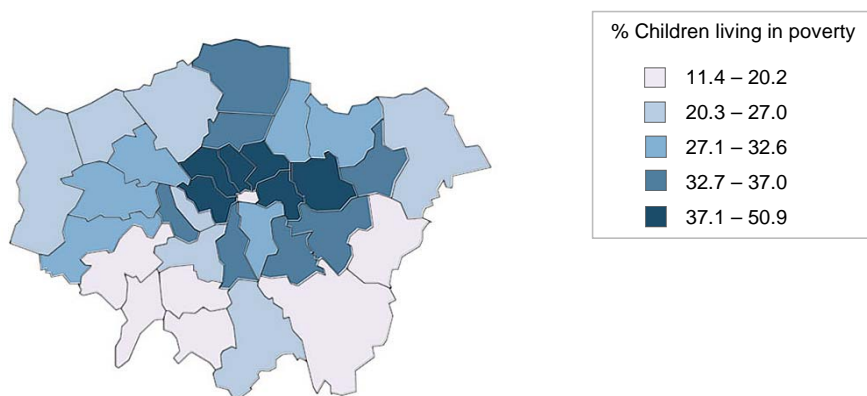 % Children living in poverty
11.4 – 20.2
20.3 – 27.0
27.1 – 32.6
32.7 – 37.0
37.1 – 50.9